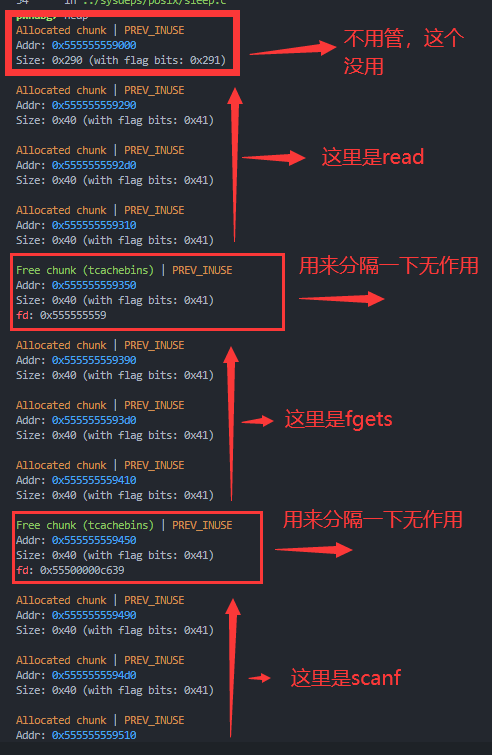 in ../sysdeps/posix/sleep.c
pwndbg> heap
Allocated chunk | PREV_INUSE
Addr: 0x555555559000
Size: 0x290 (with flag bits: 0x291)
不用管，这个
没用
Allocated chunk | PREV_INUSE
Addr: 0x555555559290
Size: 0x40 (with flag bits: 0x41)
这里是read
Allocated chunk | PREV_INUSE
Addr: 0x5555555592d0
Size: 0x40 (with flag bits: 0x41)
Allocated chunk | PREV_INUSE
Addr: 0x555555559310
Size: 0x40 (with flag bits: 0x41)
Free chunk (tcachebins) | PREV_INUSE
Addr: 0x555555559350
Size: 0x40 (with flag bits: 0x41)
fd: 0x555555559
用来分隔一下无作用
Allocated chunk | PREV_INUSE
Addr: 0x555555559390
Size: 0x40 (with flag bits: 0x41)
Allocated chunk | PREV_INUSE
Addr: 0x5555555593d0
Size: 0x40 (with flag bits: 0x41)
这里是fgets
Allocated chunk | PREV_INUSE
Addr: 0x555555559410
Size: 0x40 (with flag bits: 0x41)
Free chunk (tcachebins) | PREV_INUSE
Addr: 0x555555559450
Size: 0x40 (with flag bits: 0x41)
fd: 0x55500000c639
用来分隔一下无作用
Allocated chunk | PREV_INUSE
Addr: 0x555555559490
Size: 0x40 (with flag bits: 0x41)
Allocated chunk | PREV_INUSE
Addr: 0x5555555594d0
Size: 0x40 (with flag bits: 0x41)
这里是scanf
Allocated chunk | PREV_INUSE
Addr: 0x555555559510